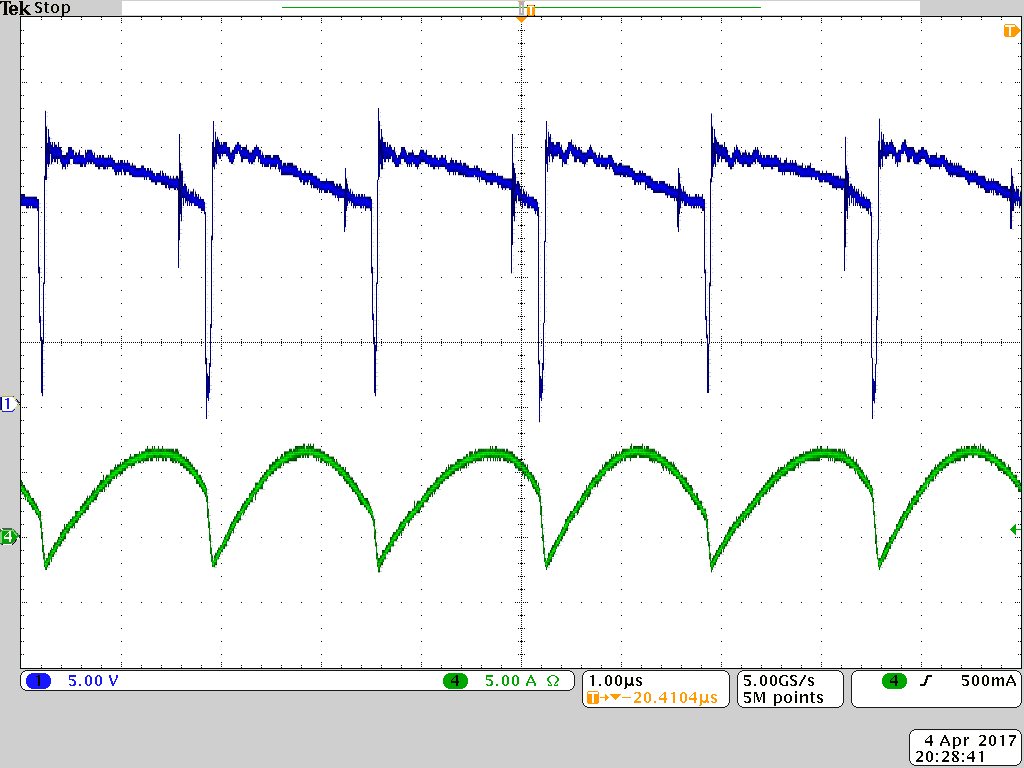 Tek Stop
T
T
1
4
1 5.00 V 4 5.00 A Ω 1.00µs 5.00GS/s 4 500mA
T→▼−20.4104µs 5M points
4 Apr 2017
20:28:41